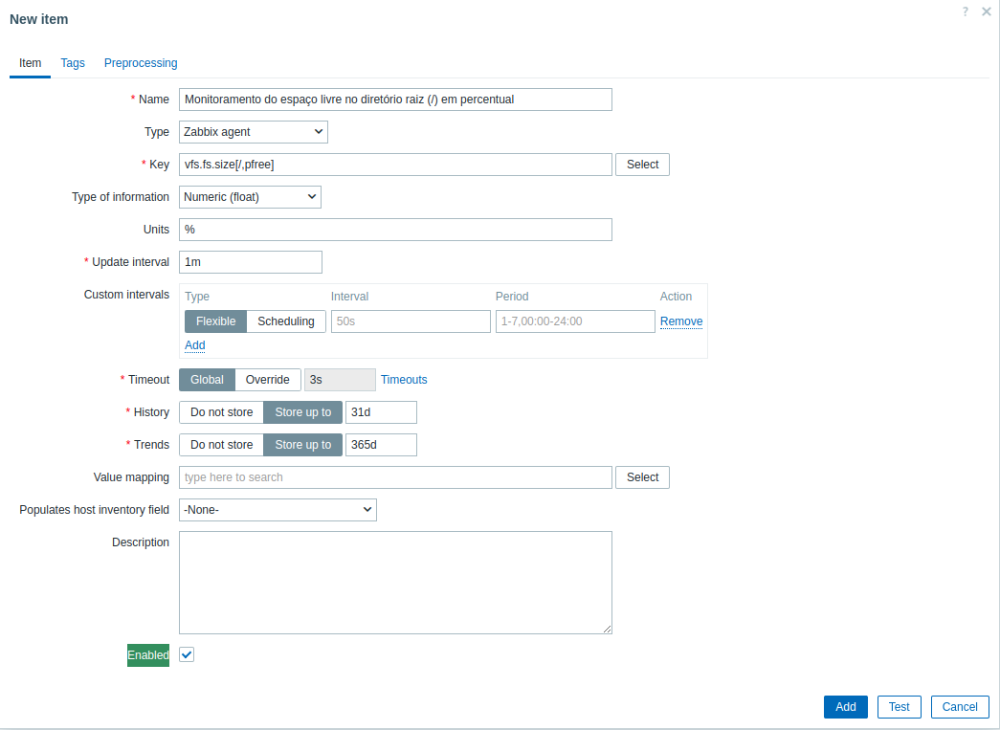 New item
?
Item Tags Preprocessing
* Name Monitoramento do espaço livre no diretório raiz (/) em percentual
Type Zabbix agent
* Key vfs.fs.size[/,pfree] Select
Type of information Numeric (float)
Units %
* Update interval 1m
Custom intervals Type Interval Period Action
Flexible Scheduling 50s 1-7,00:00-24:00 Remove
Add
* Timeout Global Override 3s Timeouts
* History Do not store Store up to 31d
* Trends Do not store Store up to 365d
Value mapping type here to search Select
Populates host inventory field -None-
Description
Enabled
Add Test Cancel